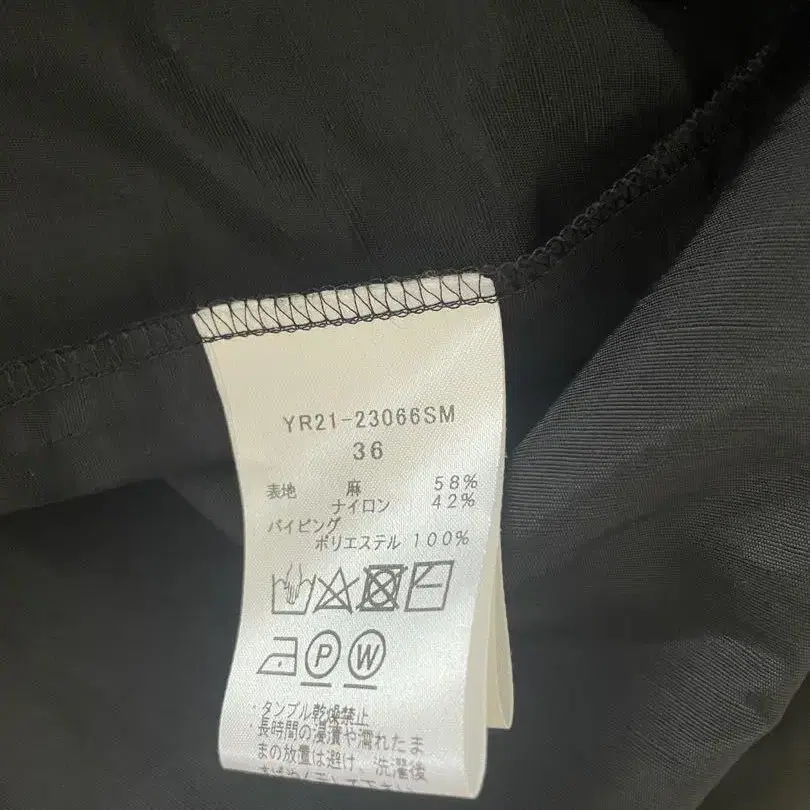 YR21-23066SM
36
表地 麻 58%
ナイロン 42%
パイピング
ポリエステル 100%
P W
・タンブル乾燥禁止
・長時間の浸漬や濡れたま
まの放置は避け、洗濯後